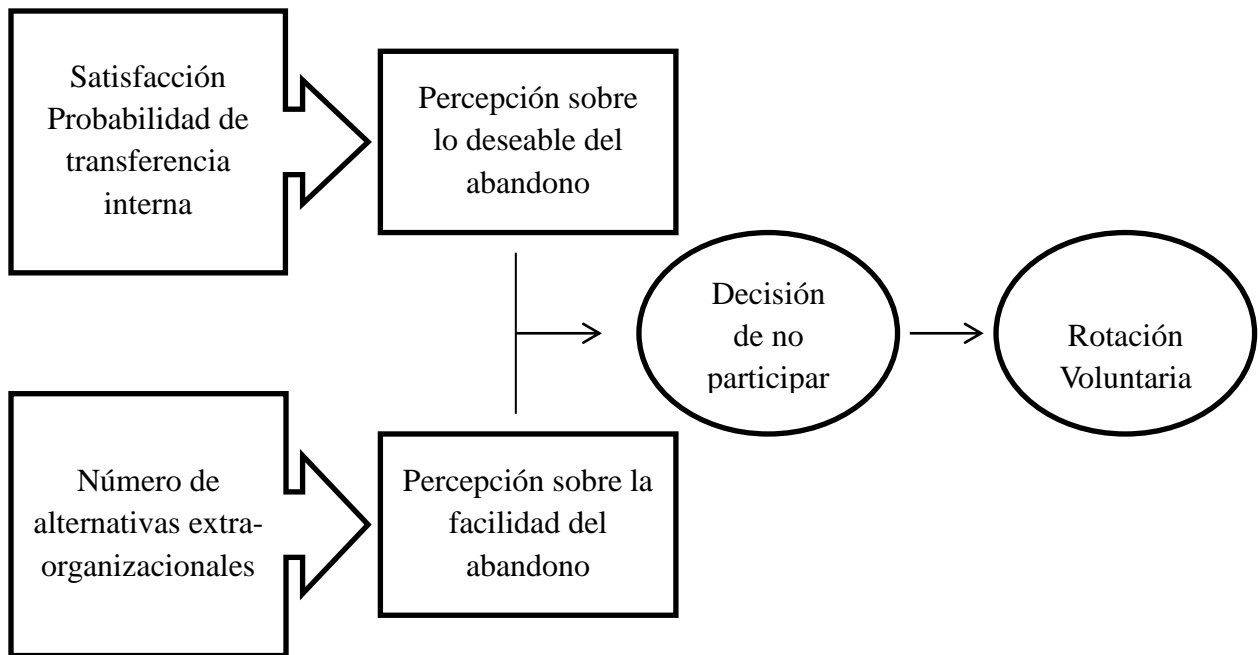 Satisfacción
Probabilidad de
transferencia
interna
Percepción sobre
lo deseable del
abandono
Decisión
de no
participar
Rotación
Voluntaria
Número de
alternativas extra-
organizacionales
Percepción sobre la
facilidad del
abandono